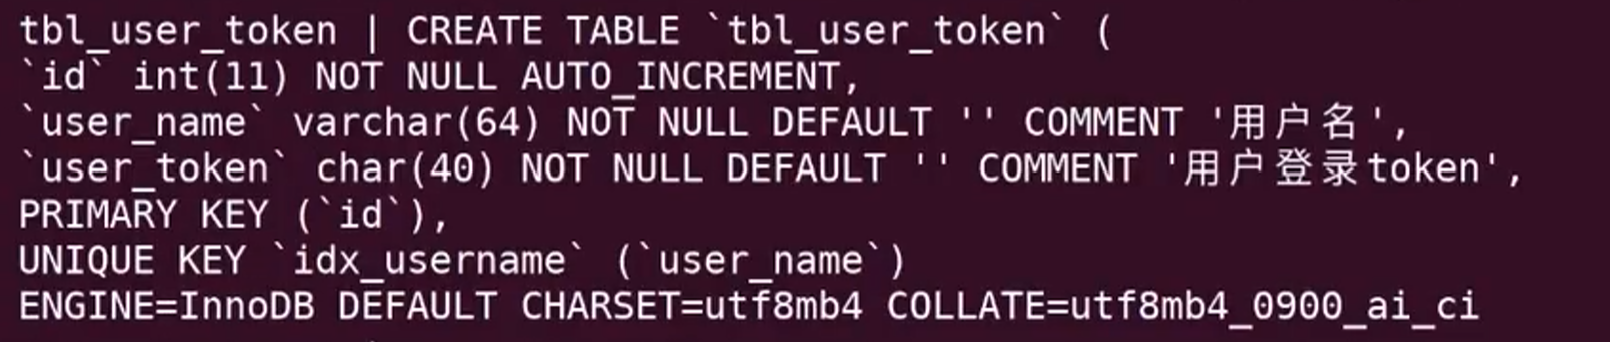 tbl_user_token | CREATE TABLE `tbl_user_token` (
`id` int(11) NOT NULL AUTO_INCREMENT,
`user_name` varchar(64) NOT NULL DEFAULT '' COMMENT '用户名',
`user_token` char(40) NOT NULL DEFAULT '' COMMENT '用户登录token',
PRIMARY KEY (`id`),
UNIQUE KEY `idx_username` (`user_name`)
ENGINE=InnoDB DEFAULT CHARSET=utf8mb4 COLLATE=utf8mb4_0900_ai_ci